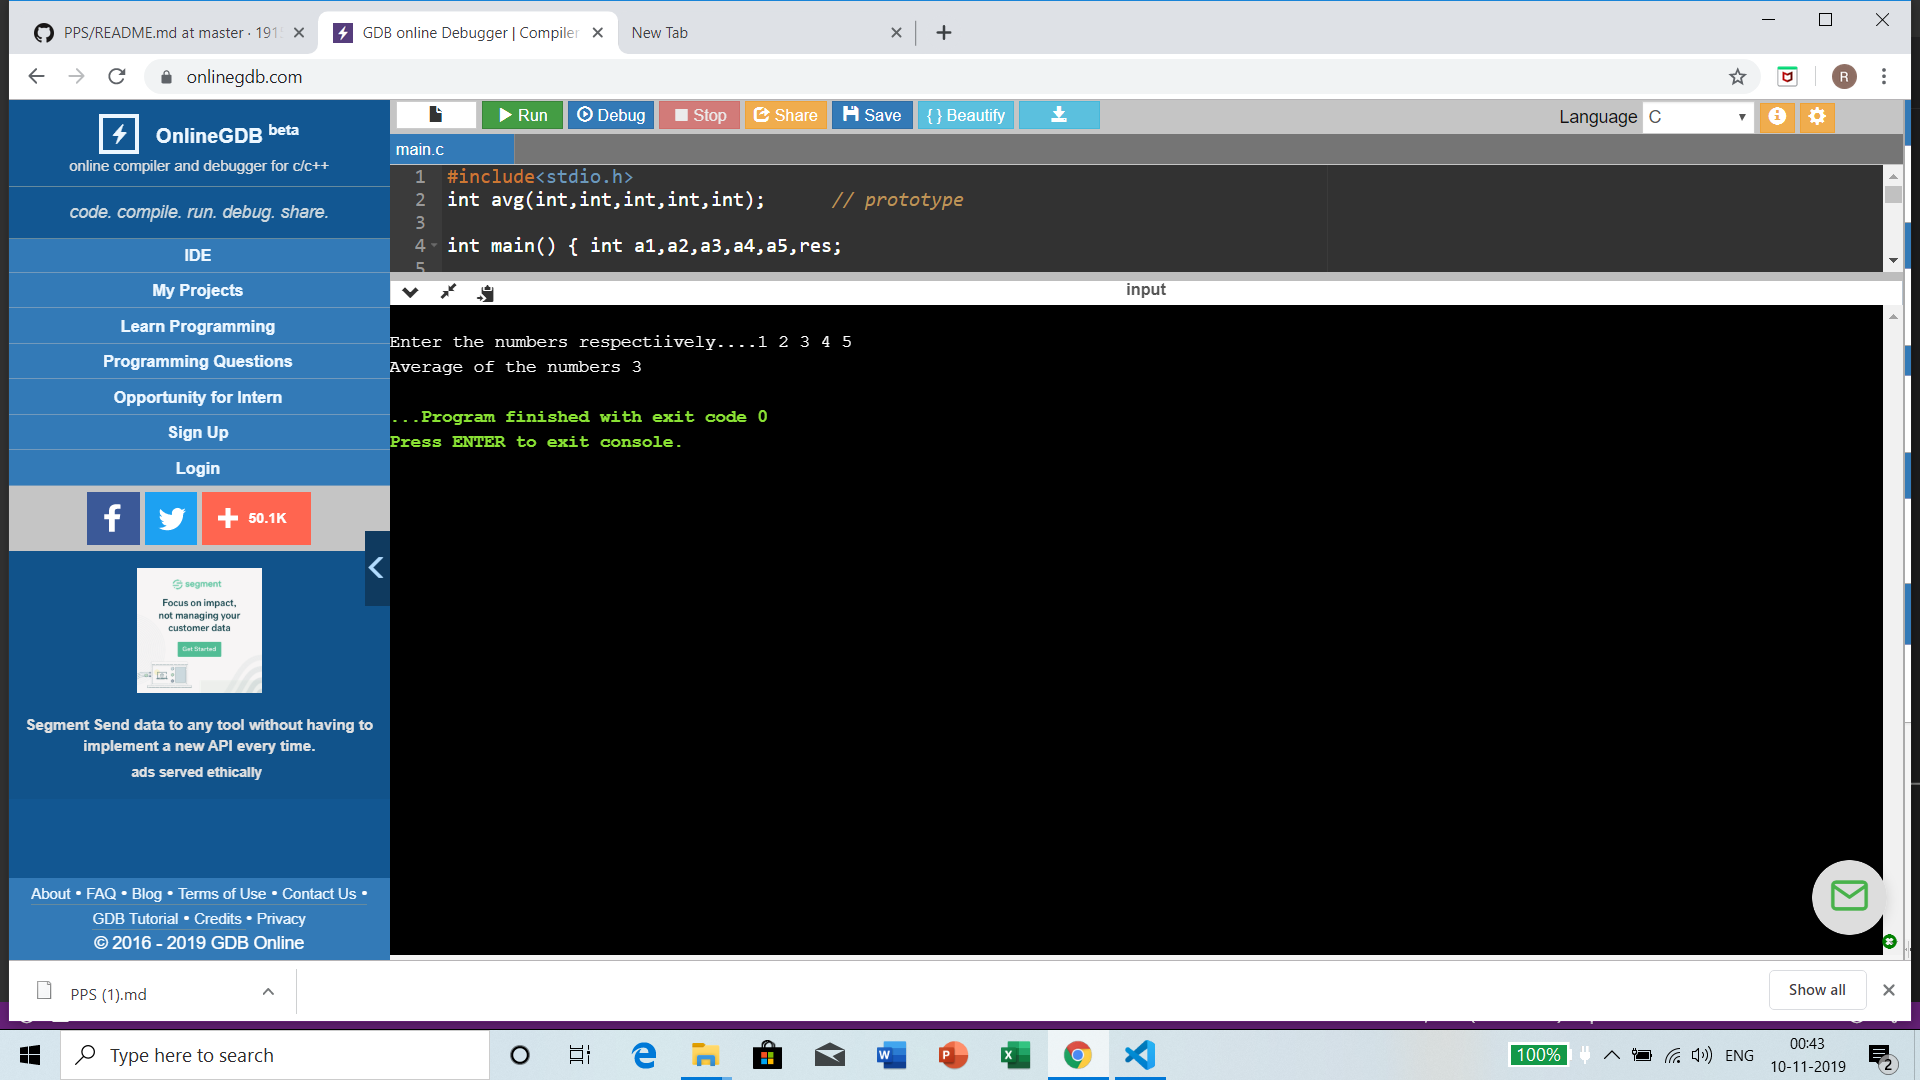 PPS/README.md at master · 191
GDB online Debugger | Compiler
New Tab
onlinegdb.com
OnlineGDB beta
online compiler and debugger for c/c++
code. compile. run. debug. share.
IDE
My Projects
Learn Programming
Programming Questions
Opportunity for Intern
Sign Up
Login
50.1K
segment
Focus on impact,
not managing your
customer data
Get Started
Segment Send data to any tool without having to
implement a new API every time.
ads served ethically
About • FAQ • Blog • Terms of Use • Contact Us •
GDB Tutorial • Credits • Privacy
© 2016 - 2019 GDB Online
Run Debug Stop Share Save { } Beautify
Language C
main.c
1 #include<stdio.h>
2 int avg(int,int,int,int,int); // prototype
3
4 int main() { int a1,a2,a3,a4,a5,res;
5
input
Enter the numbers respectiively....1 2 3 4 5
Average of the numbers 3
...Program finished with exit code 0
Press ENTER to exit console.
PPS (1).md
Show all
Type here to search
100%
ENG
00:43
10-11-2019
2